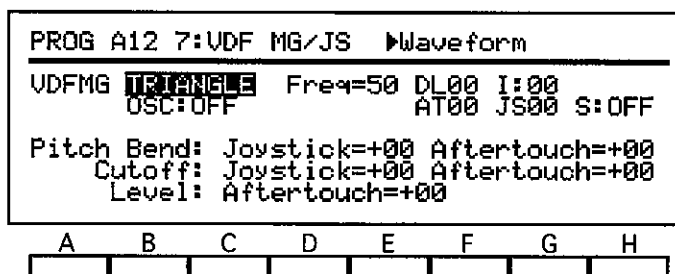 PROG A12 7:VDF MG/JS ▶Waveform
VDFMG TRIANGLE Freq=50 DL00 I:00
OSC:OFF AT00 JS00 S:OFF
Pitch Bend: Joystick=+00 Aftertouch=+00
Cutoff: Joystick=+00 Aftertouch=+00
Level: Aftertouch=+00
A B C D E F G H